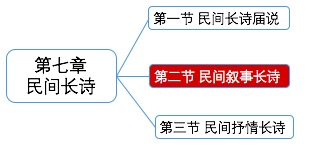 第七章
民间长诗
第一节 民间长诗届说
第二节 民间叙事长诗
第三节 民间抒情长诗